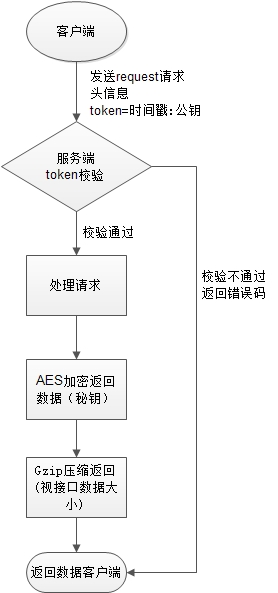 客户端
发送request请求
头信息
token=时间戳:公钥
服务端
token校验
校验通过
校验不通过
返回错误码
处理请求
AES加密返回
数据（秘钥）
Gzip压缩返回
(视接口数据大
小)
返回数据客户端